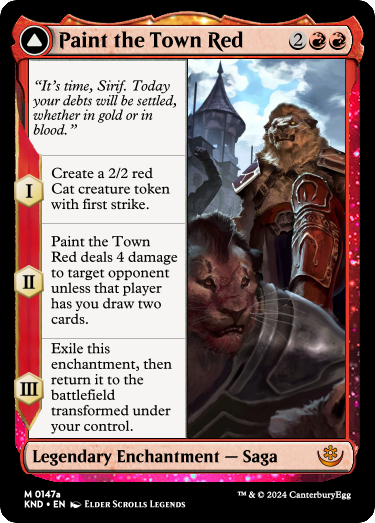 Paint the Town Red 2
“It's time, Sirif. Today
your debts will be settled,
whether in gold or in
blood.”
I
Create a 2/2 red
Cat creature token
with first strike.
II
Paint the Town
Red deals 4 damage
to target opponent
unless that player
has you draw two
cards.
III
Exile this
enchantment, then
return it to the
battlefield
transformed under
your control.
Legendary Enchantment — Saga
M 0147a
KND • EN Elder Scrolls Legends
™ & © 2024 CanterburyEgg